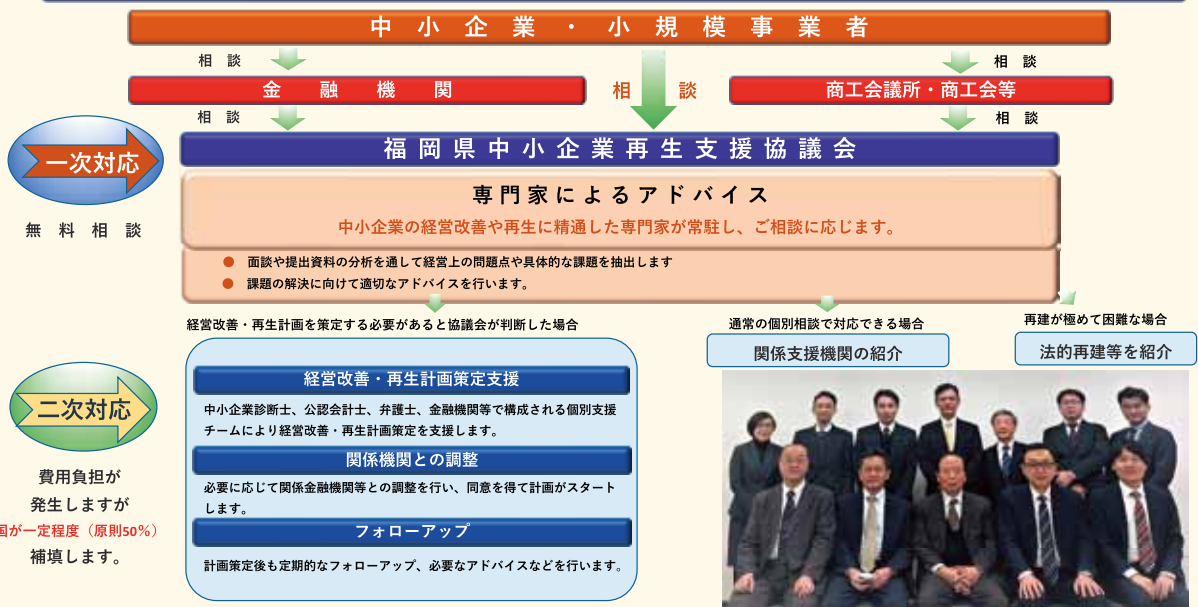 中小企業・小規模事業者
相談
相談
金融機関
相談
商工会議所・商工会等
相談
相談
福岡県中小企業再生支援協議会
一次対応
無料相談
専門家によるアドバイス
中小企業の経営改善や再生に精通した専門家が常駐し、ご相談に応じます。
● 面談や提出資料の分析を通して経営上の問題点や具体的な課題を抽出します
● 課題の解決に向けて適切なアドバイスを行います。
経営改善・再生計画を策定する必要があると協議会が判断した場合
通常の個別相談で対応できる場合
再建が極めて困難な場合
関係支援機関の紹介
法的再建等を紹介
二次対応
費用負担が
発生しますが
国が一定程度（原則50％）
補填します。
経営改善・再生計画策定支援
中小企業診断士、公認会計士、弁護士、金融機関等で構成される個別支援
チームにより経営改善・再生計画策定を支援します。
関係機関との調整
必要に応じて関係金融機関等との調整を行い、同意を得て計画がスタート
します。
フォローアップ
計画策定後も定期的なフォローアップ、必要なアドバイスなどを行います。